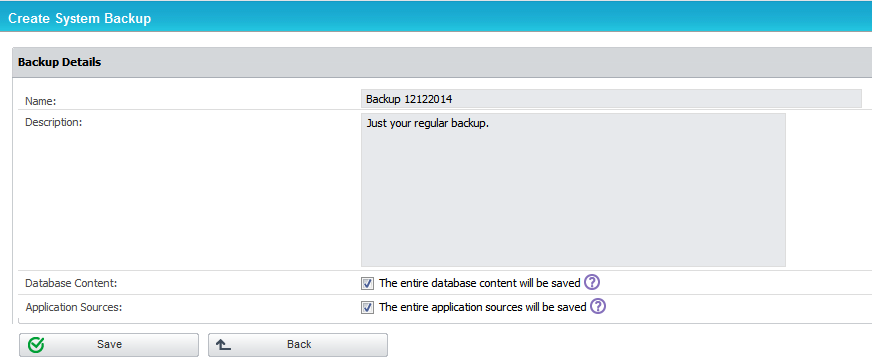 Create System Backup
Backup Details
Name: Backup 12122014
Description: Just your regular backup.
Database Content: The entire database content will be saved ?
Application Sources: The entire application sources will be saved ?
Save Back